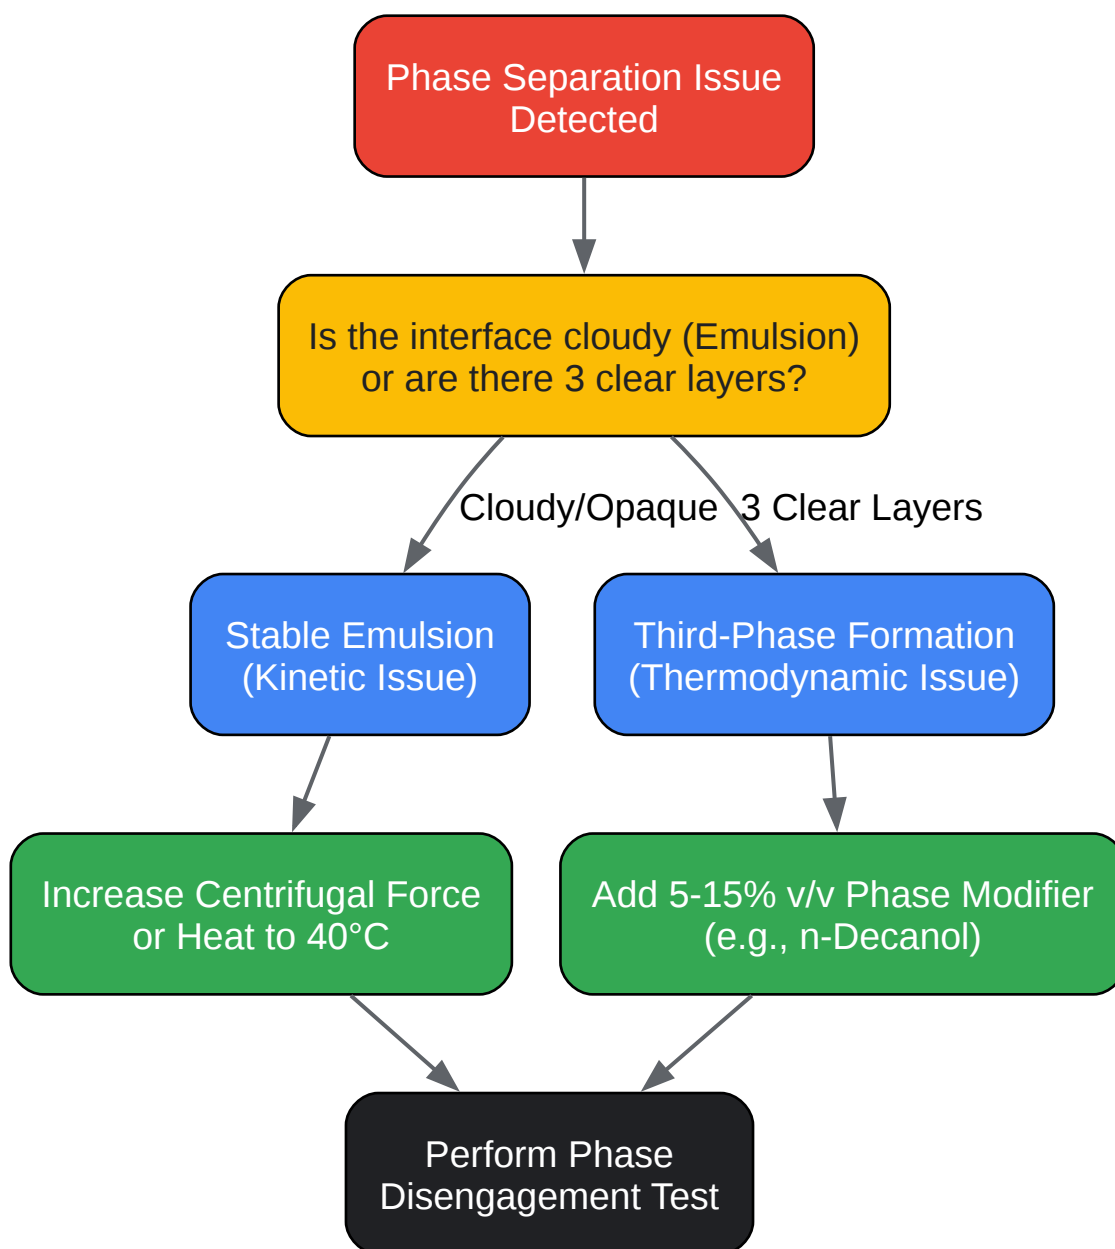 Phase Separation Issue
Detected
Is the interface cloudy (Emulsion)
or are there 3 clear layers?
Cloudy/Opaque
3 Clear Layers
Stable Emulsion
(Kinetic Issue)
Third-Phase Formation
(Thermodynamic Issue)
Increase Centrifugal Force
or Heat to 40°C
Add 5-15% v/v Phase Modifier
(e.g., n-Decanol)
Perform Phase
Disengagement Test